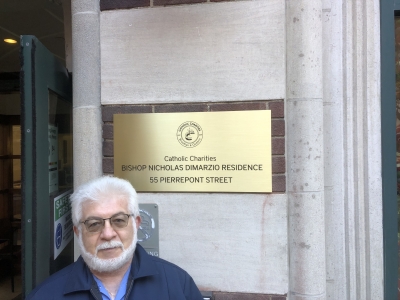 Catholic Charities
BISHOP NICHOLAS DIMARZIO RESIDENCE
55 PIERREPONT STREET